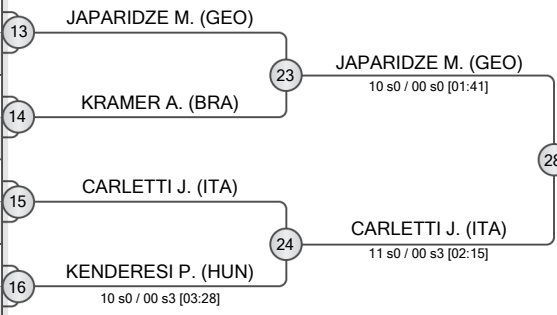 13
JAPARIDZE M. (GEO)
23
JAPARIDZE M. (GEO)
10 s0 / 00 s0 [01:41]
14
KRAMER A. (BRA)
28
15
CARLETTI J. (ITA)
24
CARLETTI J. (ITA)
11 s0 / 00 s3 [02:15]
16
KENDERESI P. (HUN)
10 s0 / 00 s3 [03:28]